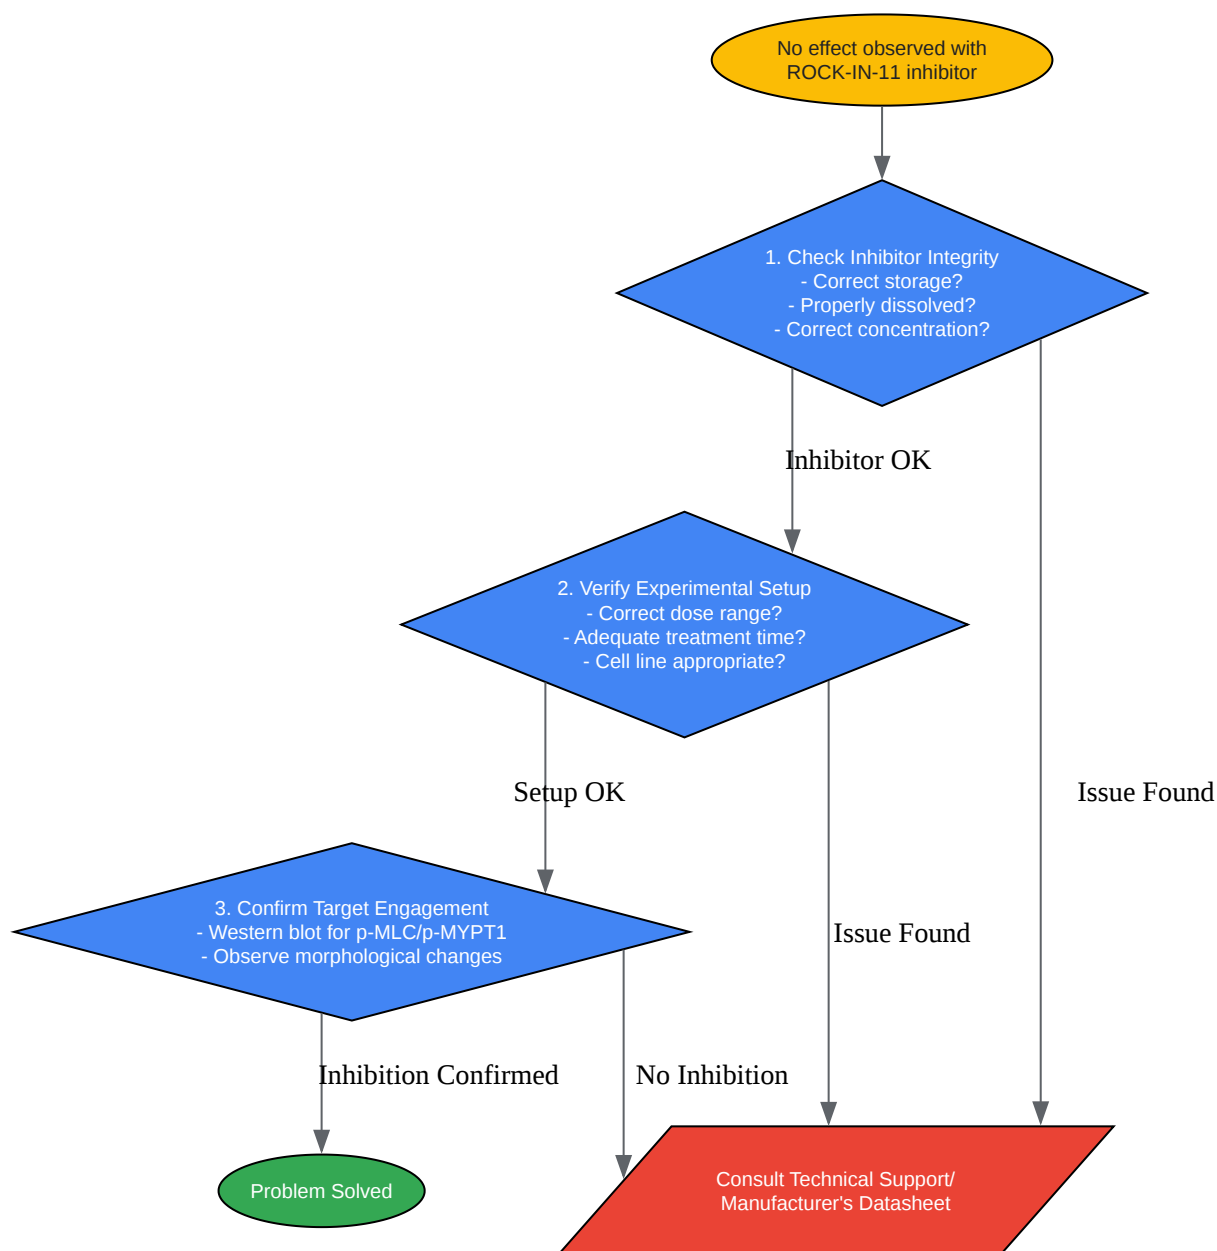 No effect observed with
ROCK-IN-11 inhibitor
1. Check Inhibitor Integrity
- Correct storage?
- Properly dissolved?
- Correct concentration?
Inhibitor OK
2. Verify Experimental Setup
- Correct dose range?
- Adequate treatment time?
- Cell line appropriate?
Setup OK
Issue Found
3. Confirm Target Engagement
- Western blot for p-MLC/p-MYPT1
- Observe morphological changes
Issue Found
Inhibition Confirmed
No Inhibition
Problem Solved
Consult Technical Support/
Manufacturer's Datasheet